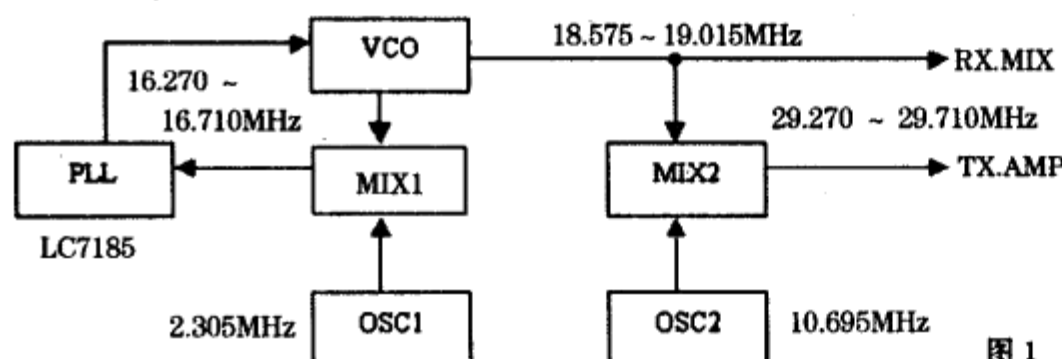 VCO
18.575 ~ 19.015MHz
RX.MIX
16.270 ~
16.710MHz
29.270 ~ 29.710MHz
PLL
MIX1
MIX2
TX.AMP
LC7185
2.305MHz
OSC1
OSC2
10.695MHz
图 1